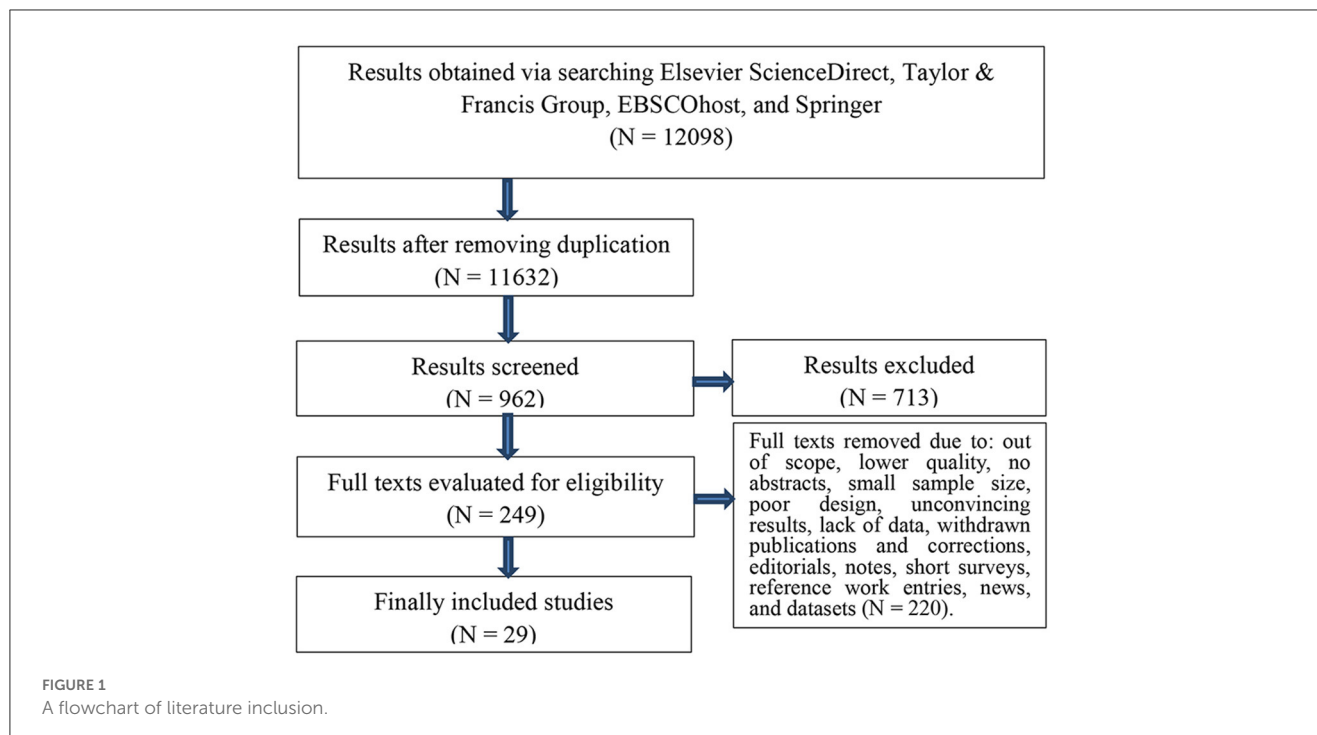 Results obtained via searching Elsevier ScienceDirect, Taylor &
Francis Group, EBSCOhost, and Springer
(N = 12098)
Results after removing duplication
(N = 11632)
Results screened
(N = 962)
Results excluded
(N = 713)
Full texts evaluated for eligibility
(N = 249)
Full texts removed due to: out
of scope, lower quality, no
abstracts, small sample size,
poor design, unconvincing
results, lack of data, withdrawn
publications and corrections,
editorials, notes, short surveys,
reference work entries, news,
and datasets (N = 220).
Finally included studies
(N = 29)
FIGURE 1
A flowchart of literature inclusion.